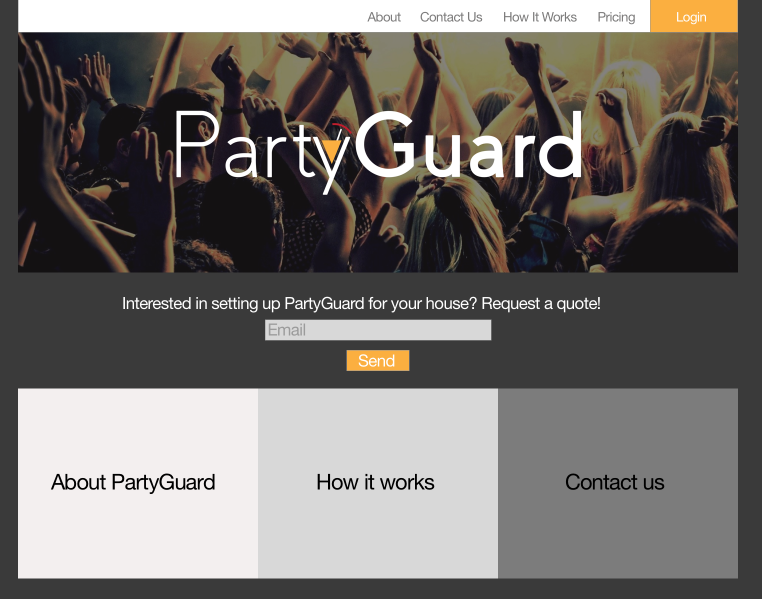 About Contact Us How It Works Pricing Login
PartyGuard
Interested in setting up PartyGuard for your house? Request a quote!
Email
Send
About PartyGuard How it works Contact us